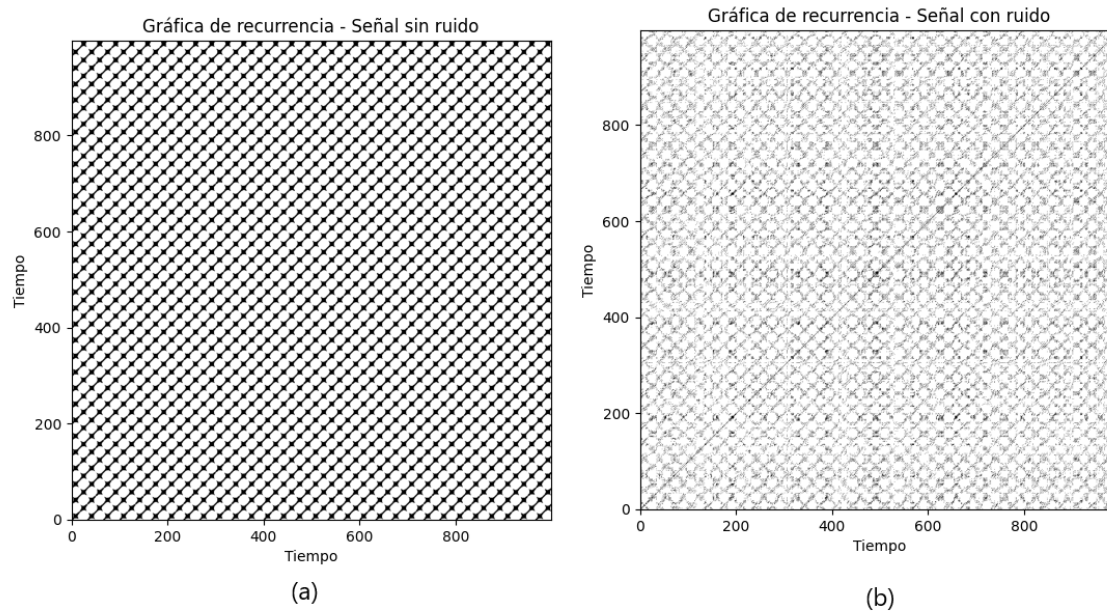 Gráfica de recurrencia - Señal sin ruido
800
600
400
200
0
Tiempo
0 200 400 600 800
Tiempo
(a)
Gráfica de recurrencia - Señal con ruido
800
600
400
200
0
Tiempo
0 200 400 600 800
Tiempo
(b)